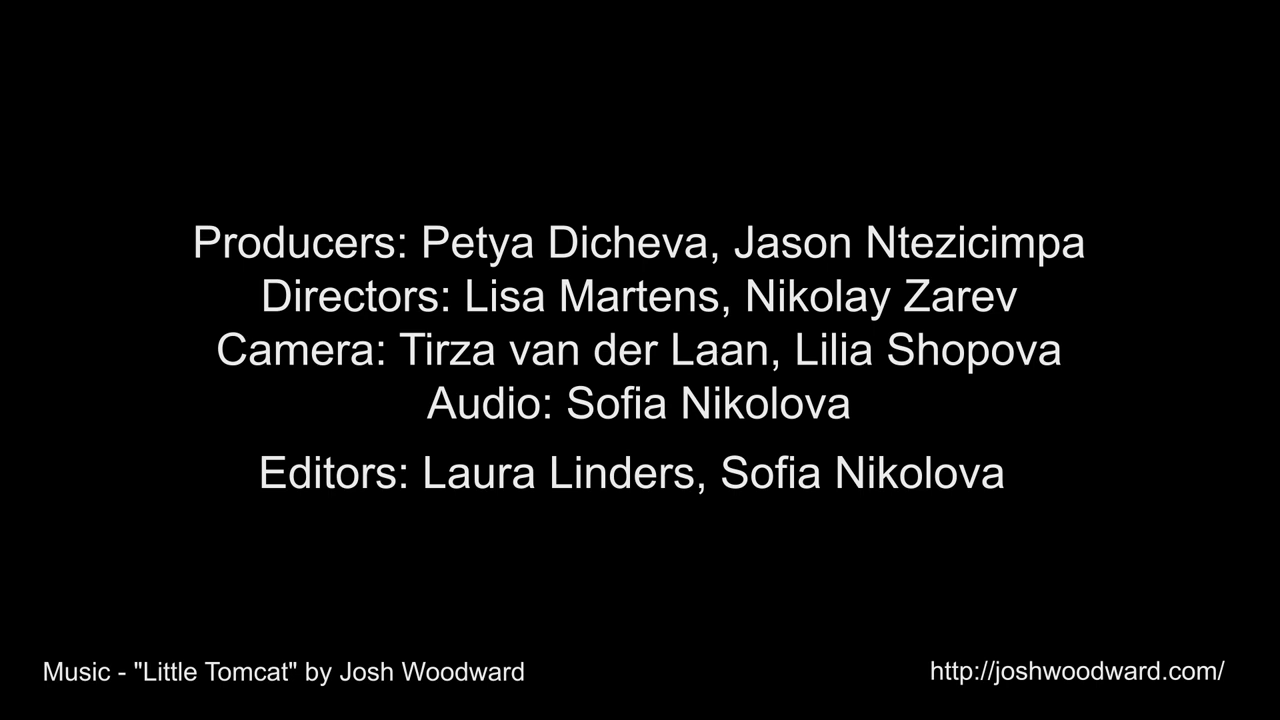 Producers: Petya Dicheva, Jason Ntezicimpa
Directors: Lisa Martens, Nikolay Zarev
Camera: Tirza van der Laan, Lilia Shopova
Audio: Sofia Nikolova
Editors: Laura Linders, Sofia Nikolova
Music - "Little Tomcat" by Josh Woodward
http://joshwoodward.com/